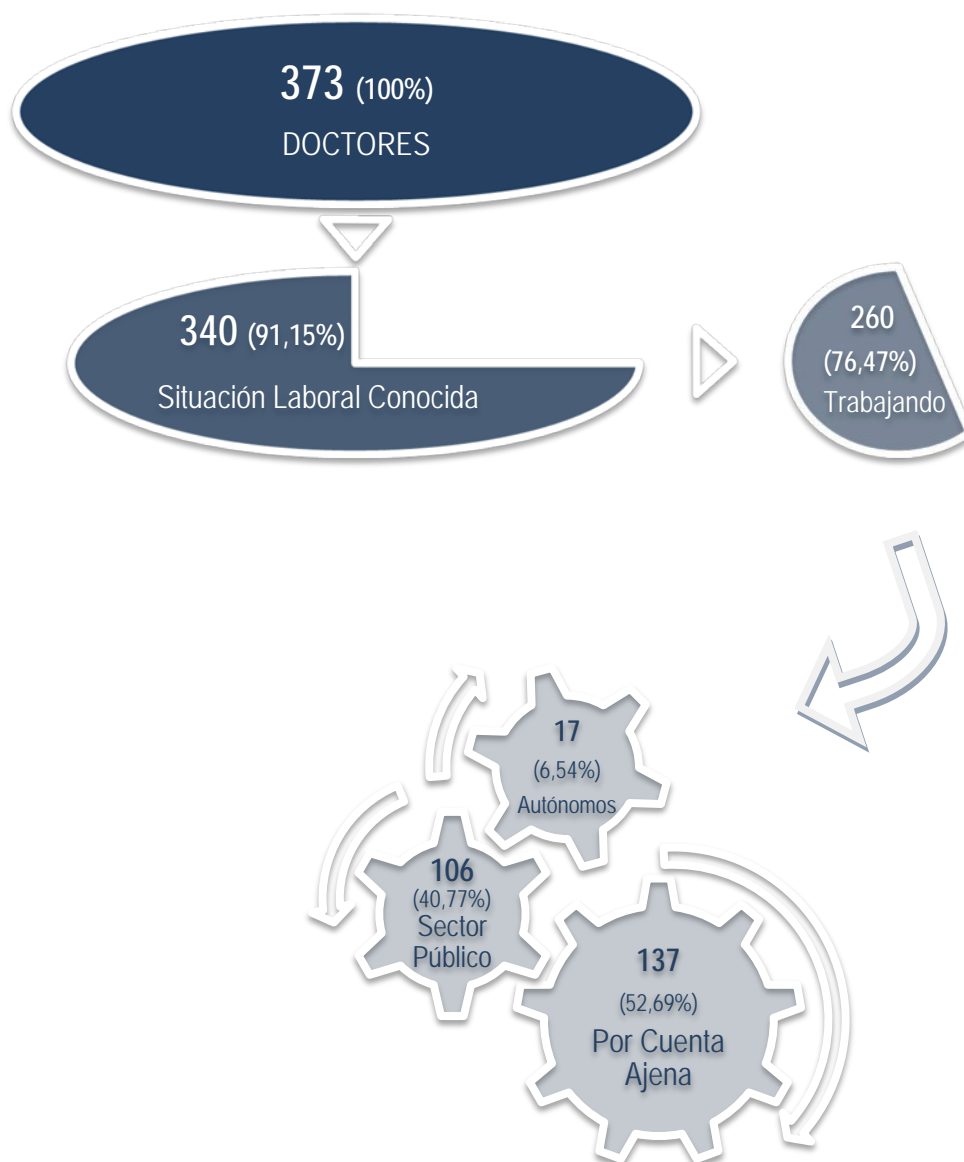 373 (100%)
DOCTORES
340 (91,15%)
Situación Laboral Conocida
260
(76,47%)
Trabajando
17
(6,54%)
Autónomos
106
(40,77%)
Sector
Público
137
(52,69%)
Por Cuenta
Ajena